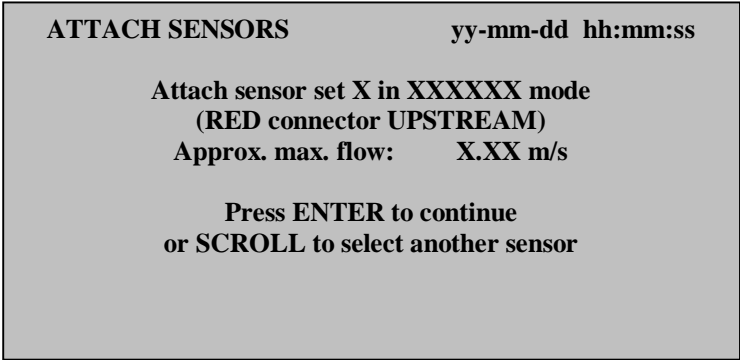 ATTACH SENSORS yy-mm-dd hh:mm:ss
Attach sensor set X in XXXXXX mode
(RED connector UPSTREAM)
Approx. max. flow: X.XX m/s
Press ENTER to continue
or SCROLL to select another sensor